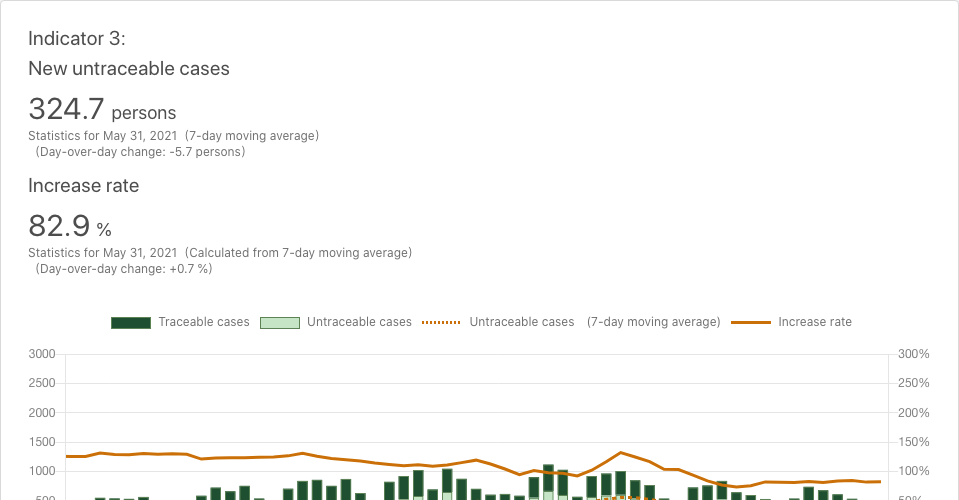 Indicator 3:
New untraceable cases
324.7 persons
Statistics for May 31, 2021 (7-day moving average)
(Day-over-day change: -5.7 persons)
Increase rate
82.9 %
Statistics for May 31, 2021 (Calculated from 7-day moving average)
(Day-over-day change: +0.7 %)
Traceable cases Untraceable cases Untraceable cases (7-day moving average) Increase rate
3000 300%
2500 250%
2000 200%
1500 150%
1000 100%
500 50%